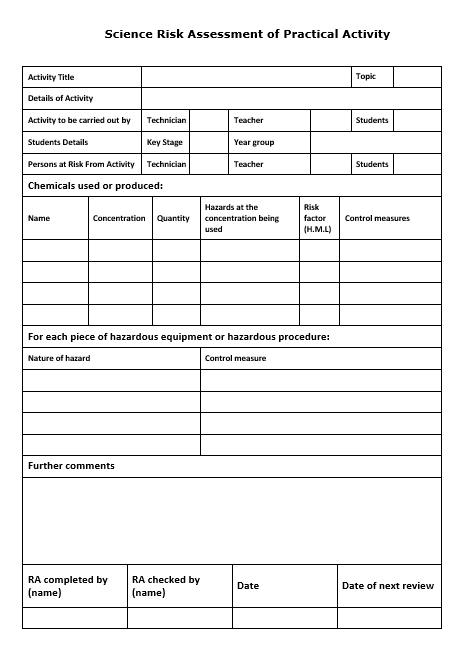 Science Risk Assessment of Practical Activity
Activity Title Topic
Details of Activity
Activity to be carried out by Technician Teacher Students
Students Details Key Stage Year group
Persons at Risk From Activity Technician Teacher Students
Chemicals used or produced:
Name Concentration Quantity Hazards at the concentration being used Risk factor (H.M.L) Control measures
For each piece of hazardous equipment or hazardous procedure:
Nature of hazard Control measure
Further comments
RA completed by (name) RA checked by (name) Date Date of next review